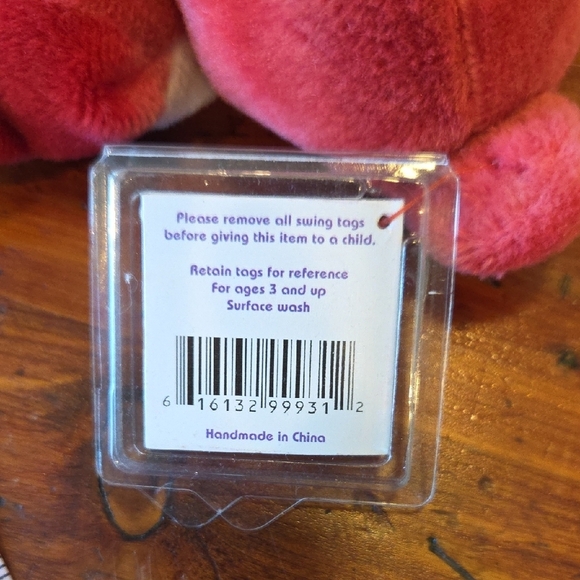 Please remove all swing tags
before giving this item to a child.
Retain tags for reference
For ages 3 and up
Surface wash
6 16132 99931 2
Handmade in China